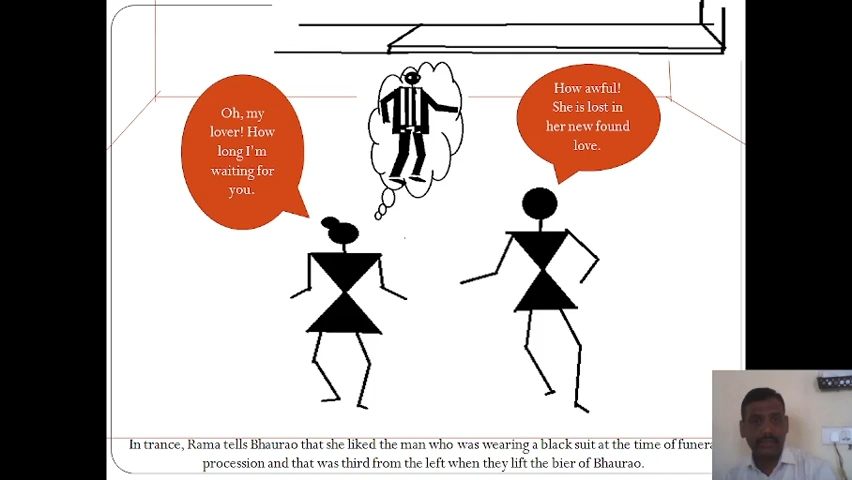 Oh, my
lover! How
long I'm
waiting for
you.
How awful!
She is lost in
her new found
love.
In trance, Rama tells Bhaurao that she liked the man who was wearing a black suit at the time of
procession and that was third from the left when they lift the bier of Bhaurao.